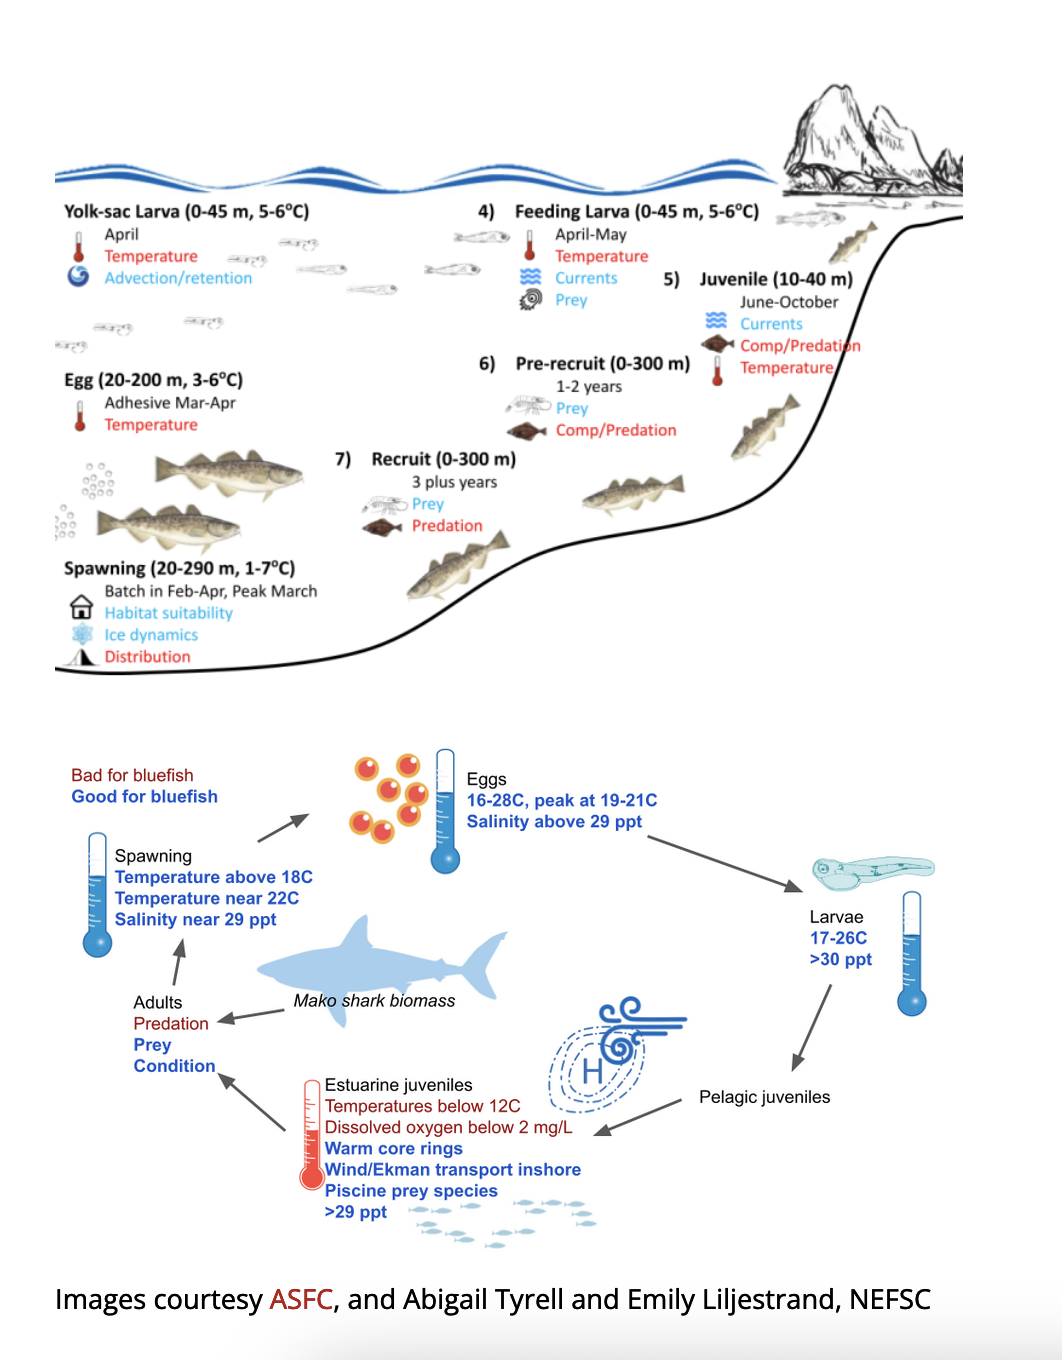 Yolk-sac Larva (0-45 m, 5-6°C)
April
Temperature
Advection/retention
4) Feeding Larva (0-45 m, 5-6°C)
April-May
Temperature
Currents
Prey
5) Juvenile (10-40 m)
June-October
Currents
Comp/Predation
Temperature
Egg (20-200 m, 3-6°C)
Adhesive Mar-Apr
Temperature
6) Pre-recruit (0-300 m)
1-2 years
Prey
Comp/Predation
7) Recruit (0-300 m)
3 plus years
Prey
Predation
Spawning (20-290 m, 1-7°C)
Batch in Feb-Apr, Peak March
Habitat suitability
Ice dynamics
Distribution
Bad for bluefish
Good for bluefish
Eggs
16-28C, peak at 19-21C
Salinity above 29 ppt
Spawning
Temperature above 18C
Temperature near 22C
Salinity near 29 ppt
Larvae
17-26C
>30 ppt
Mako shark biomass
Adults
Predation
Prey
Condition
H
Pelagic juveniles
Estuarine juveniles
Temperatures below 12C
Dissolved oxygen below 2 mg/L
Warm core rings
Wind/Ekman transport inshore
Piscine prey species
>29 ppt
Images courtesy ASFC, and Abigail Tyrell and Emily Liljestrand, NEFSC